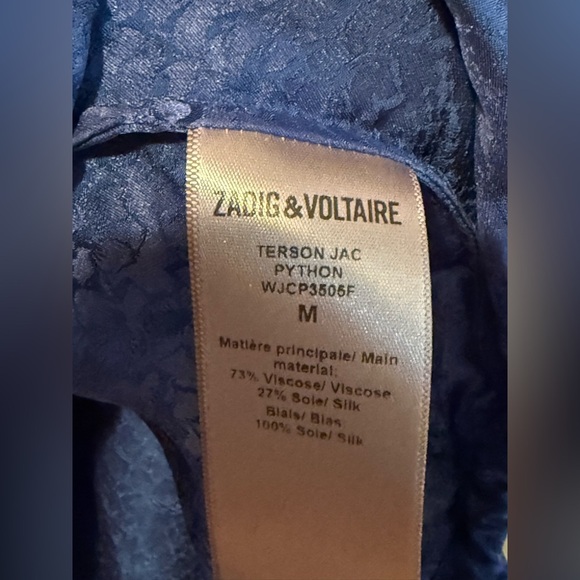 ZADIG&VOLTAIRE
TERSON JAC
PYTHON
WJCP3505F
M
Matière principale/ Main
material:
73% Viscose/ Viscose
27% Soie/ Silk
Biais/ Bias:
100% Soie/ Silk